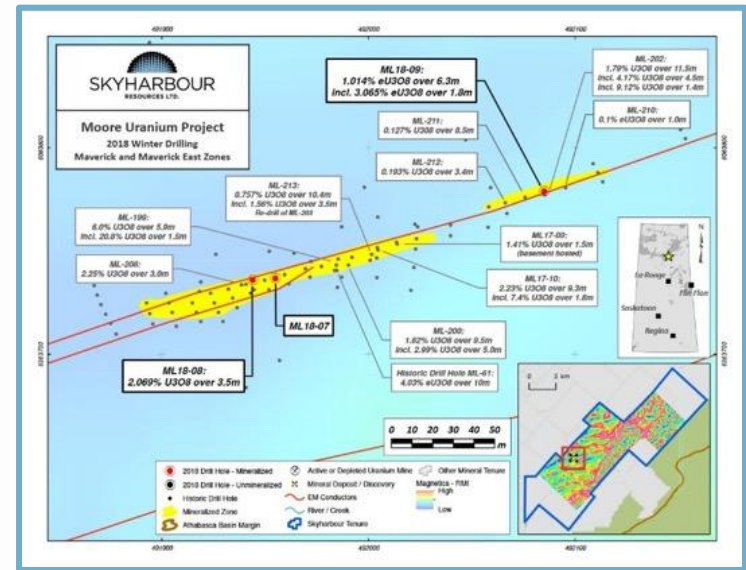 491900
492000
492100
SKYHARBOUR
RESOURCES LTD.
Moore Uranium Project
2018 Winter Drilling
Maverick and Maverick East Zones
ML18-09:
1.014% eU3O8 over 6.3m
incl. 3.065% eU3O8 over 1.8m
ML-202:
1.79% U3O8 over 11.5m
incl. 4.17% U3O8 over 4.5m
incl. 9.12% U3O8 over 1.4m
ML-211:
0.127% U3O8 over 8.5m
ML-210:
0.1% eU3O8 over 1.0m
ML-212:
0.193% U3O8 over 3.4m
ML-213:
0.757% U3O8 over 10.4m
incl. 1.56% U3O8 over 3.5m
Re-drill of ML-203
ML-199:
6.0% U3O8 over 5.9m
incl. 20.8% U3O8 over 1.5m
ML-208:
2.25% U3O8 over 3.0m
ML17-09:
1.41% U3O8 over 1.5m
(basement hosted)
ML17-10:
2.23% U3O8 over 9.3m
incl. 7.4% U3O8 over 1.8m
ML18-07
ML-200:
1.62% U3O8 over 9.5m
incl. 2.99% U3O8 over 5.0m
ML18-08:
2.069% U3O8 over 3.5m
Historic Drill Hole ML-61:
4.03% eU3O8 over 10m
La Ronge
Flin Flon
Saskatoon
Regina
0 10 20 30 40 50
m
2018 Drill Hole - Mineralized
2018 Drill Hole - Unmineralized
Historic Drill Hole
Mineralized Zone
Athabasca Basin Margin
Active or Depleted Uranium Mine
Mineral Deposit / Discovery
EM Conductors
River / Creek
Skyharbour Tenure
Other Mineral Tenure
Magnetics - RMI
High
Low
491900
492000
492100